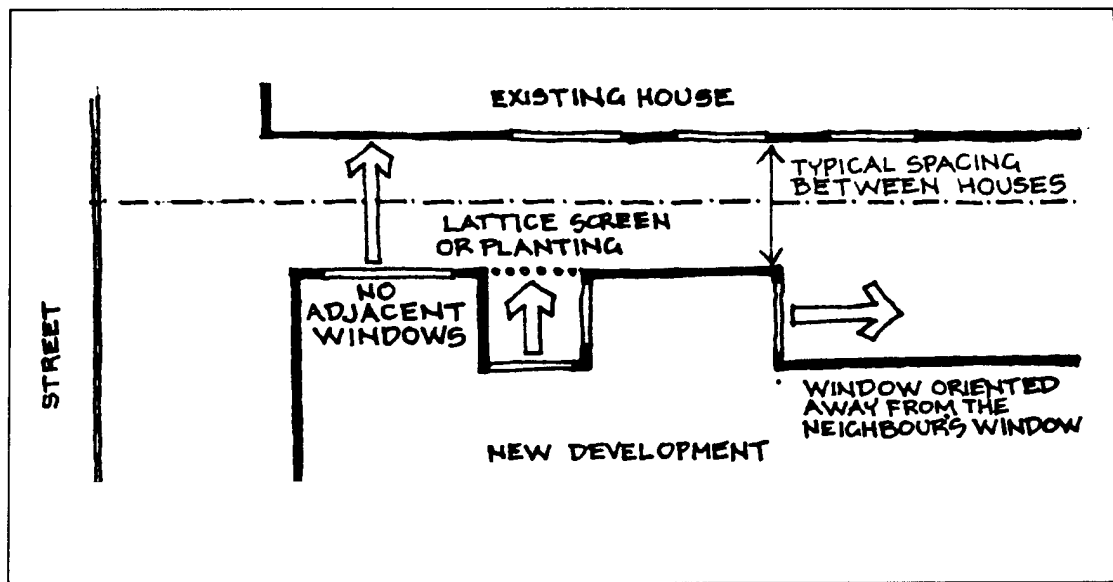 EXISTING HOUSE
TYPICAL SPACING
BETWEEN HOUSES
LATTICE SCREEN
OR PLANTING
NO
ADJACENT
WINDOWS
STREET
WINDOW ORIENTED
AWAY FROM THE
NEIGHBOUR'S WINDOW
NEW DEVELOPMENT